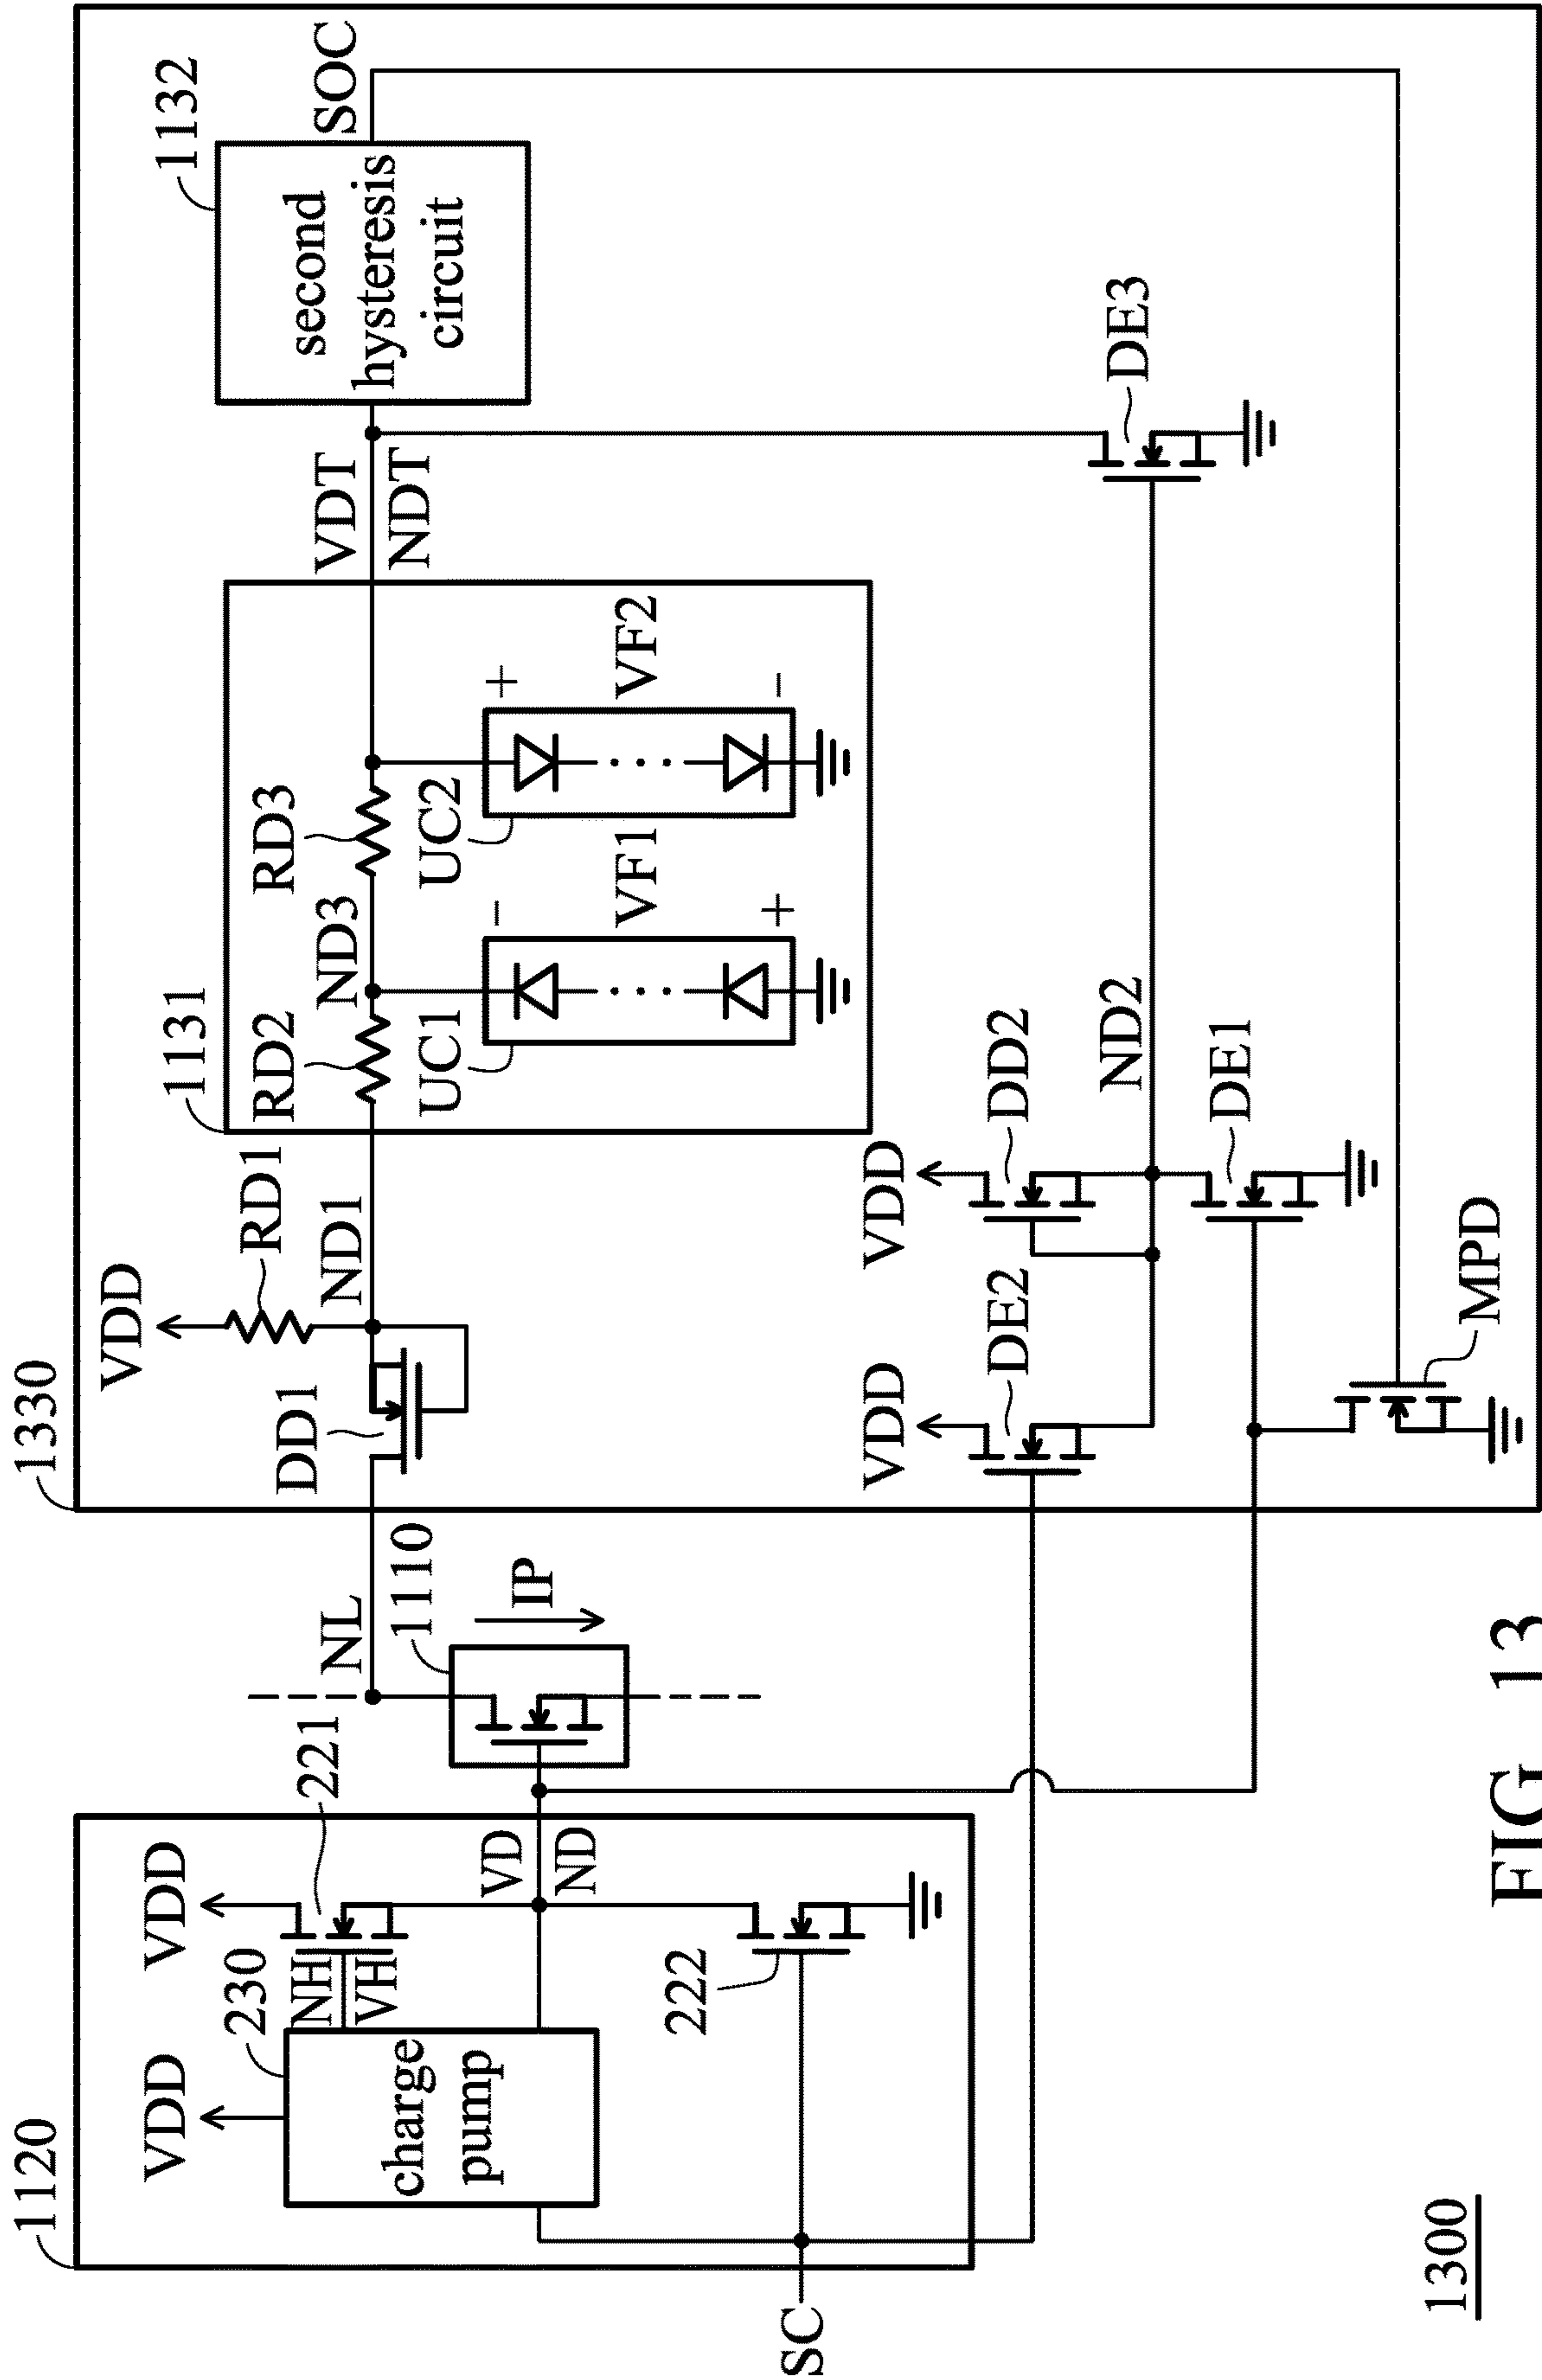 1300
1120
VDD
230
charge
pump
NH
VH
VDD
221
VD
ND
222
SC
NL
1110
IP
1330
VDD
RD1
DD1
ND1
1131
RD2
ND3
RD3
UC1
VF1
- +
UC2
VF2
+ -
VDT
NDT
1132
second
hysteresis
circuit
SOC
VDD
DE2
VDD
DD2
ND2
DE1
DE3
MPD
FIG. 13